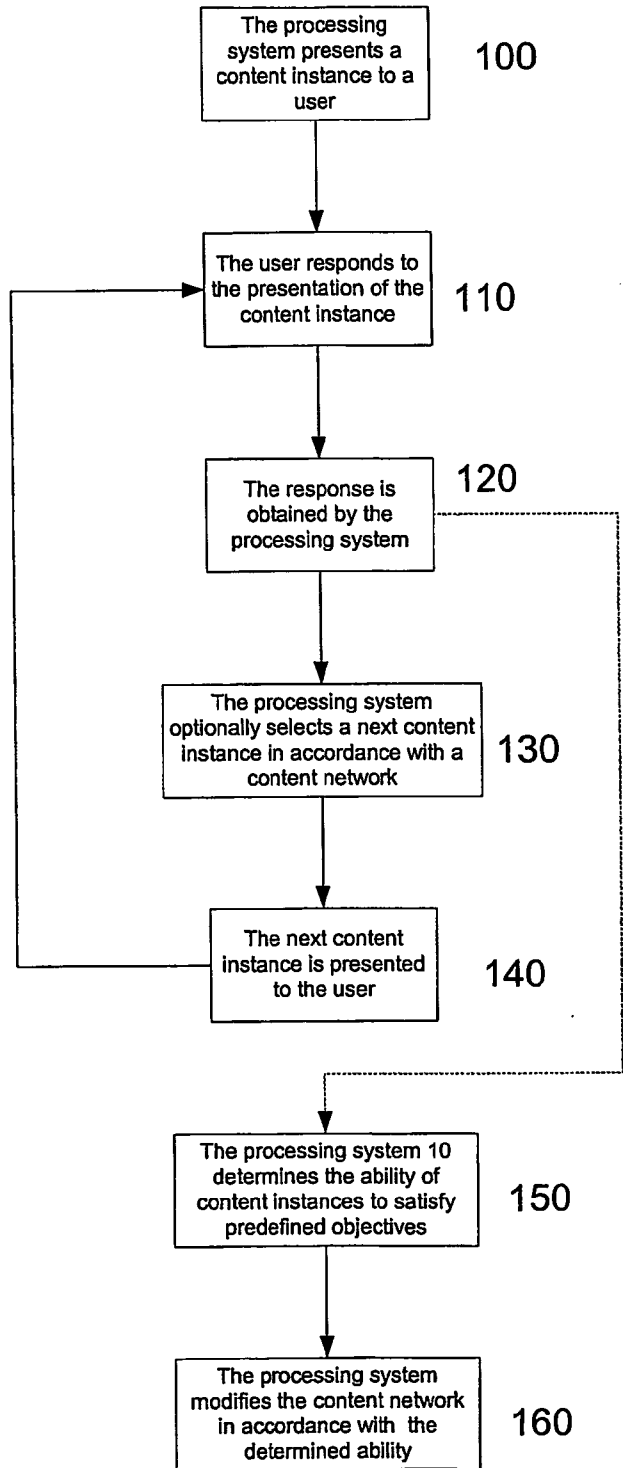 The processing
system presents a
content instance to a
user
100
The user responds to
the presentation of the
content instance
110
The response is
obtained by the
processing system
120
The processing system
optionally selects a next content
instance in accordance with a
content network
130
The next content
instance is presented
to the user
140
The processing system 10
determines the ability of
content instances to satisfy
predefined objectives
150
The processing system
modifies the content network
in accordance with the
determined ability
160